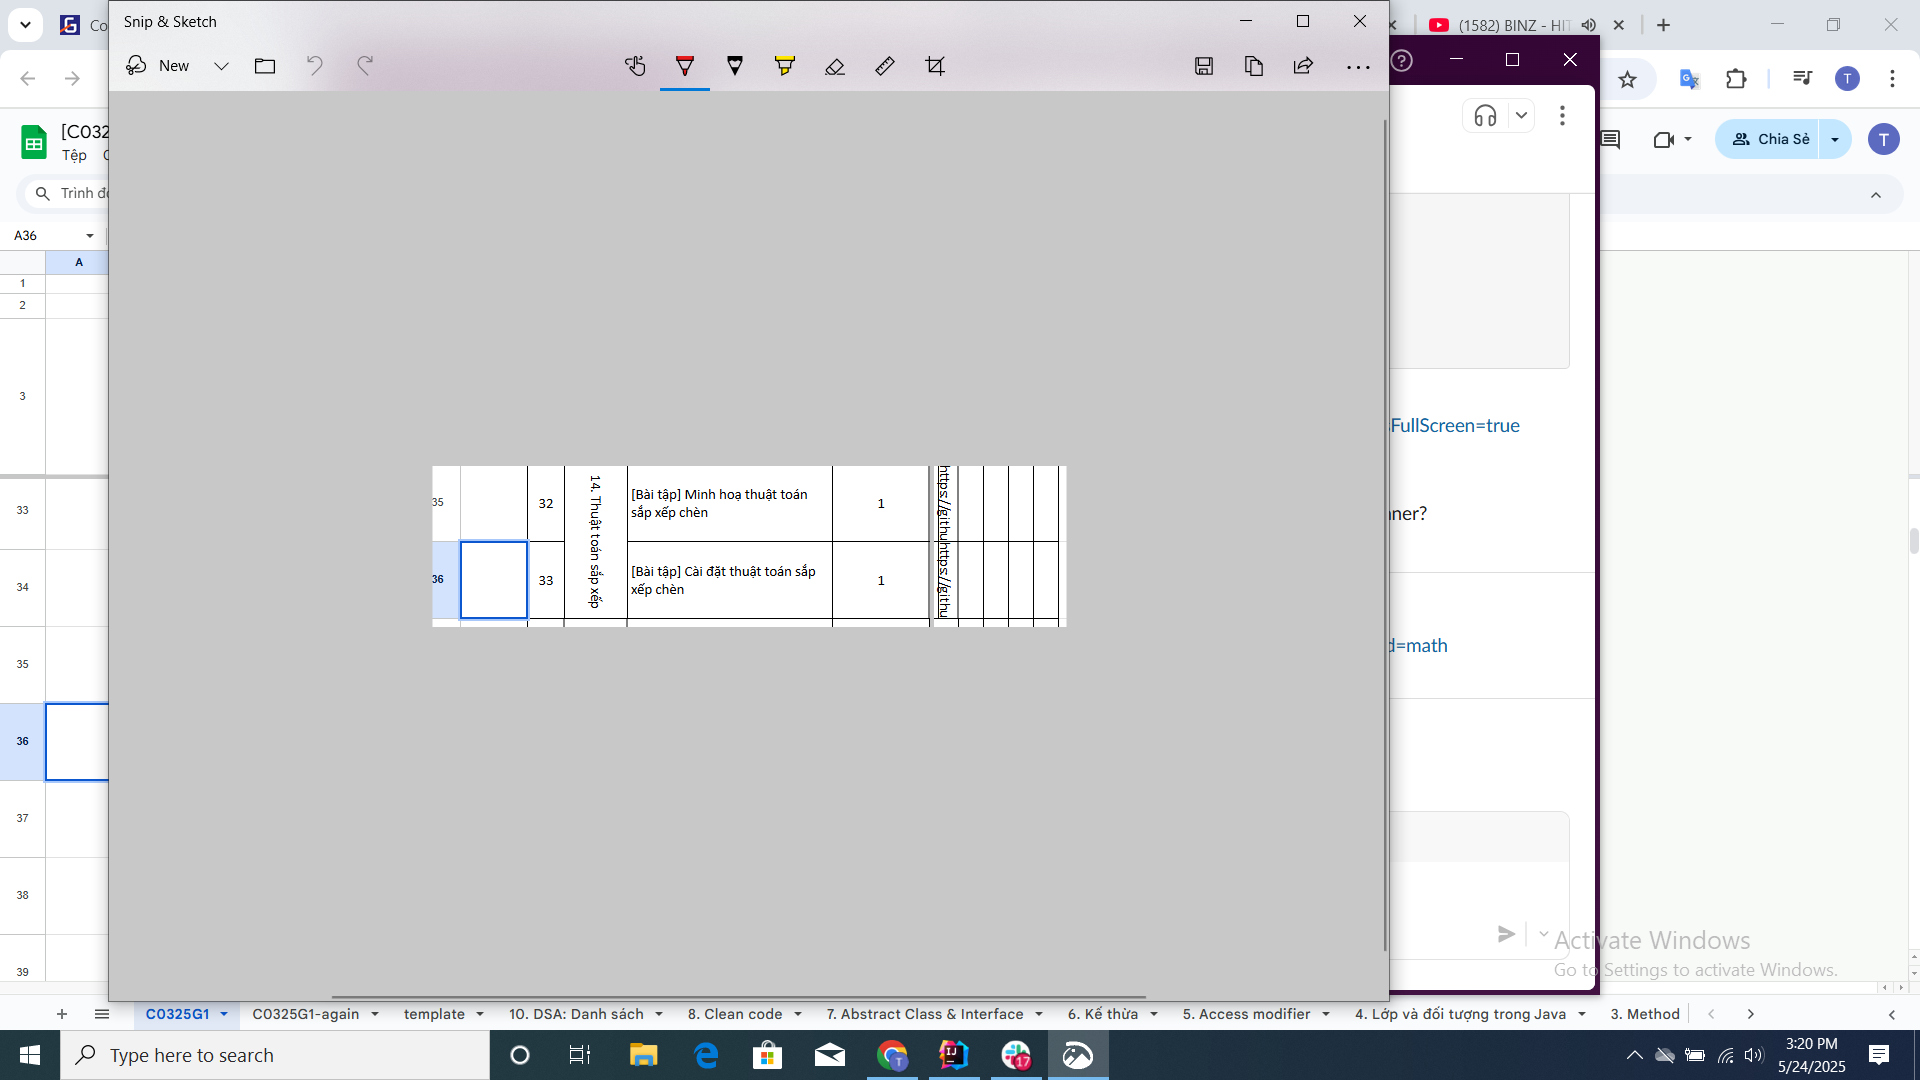 Snip & Sketch
Co
(1582) BINZ - HIT
New
T
[C032
Tệp
Chia Sẻ
T
Trình đơ
A36
A
1
2
3
33
34
35
36
37
38
39
35
32
14. Thuật toán sắp xếp
[Bài tập] Minh hoạ thuật toán
sắp xếp chèn
1
https://githu
36
33
[Bài tập] Cài đặt thuật toán sắp
xếp chèn
1
https://githu
sFullScreen=true
nner?
d=math
Activate Windows
Go to Settings to activate Windows.
C0325G1
C0325G1-again
template
10. DSA: Danh sách
8. Clean code
7. Abstract Class & Interface
6. Kế thừa
5. Access modifier
4. Lớp và đối tượng trong Java
3. Method
Type here to search
T
17
3:20 PM
5/24/2025